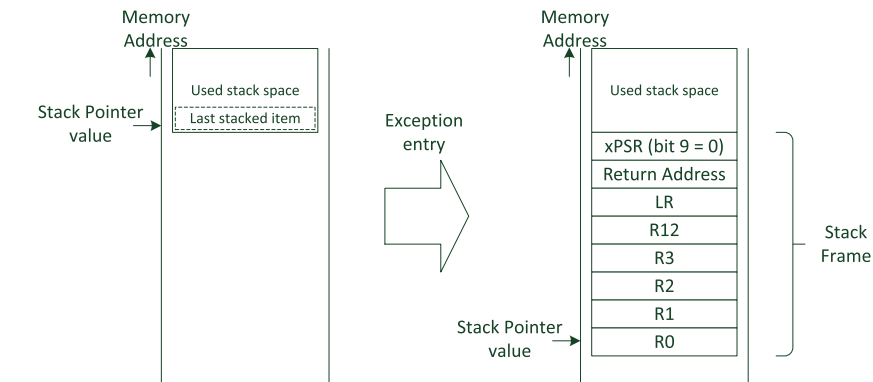 Memory
Address
Used stack space
Last stacked item
Stack Pointer
value
Exception
entry
Memory
Address
Used stack space
xPSR (bit 9 = 0)
Return Address
LR
R12
R3
R2
R1
R0
Stack Pointer
value
Stack
Frame